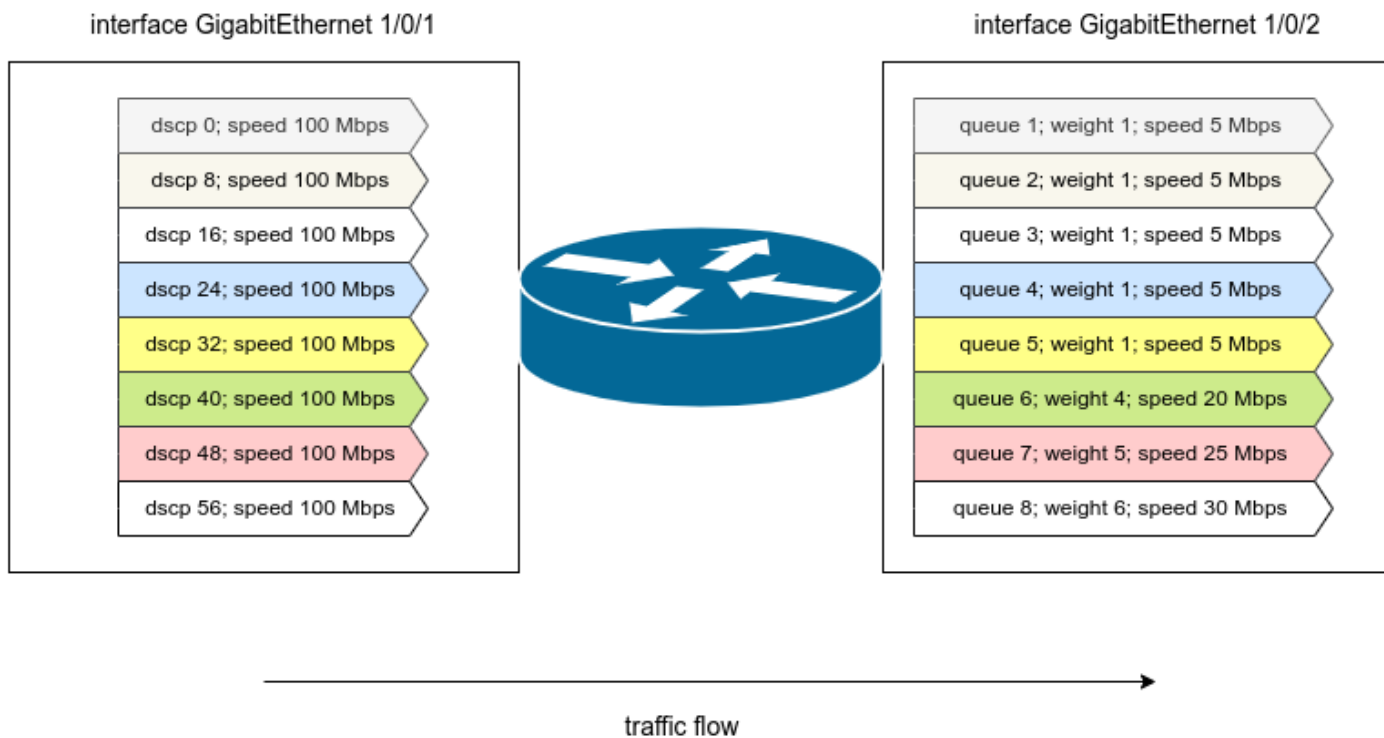 interface GigabitEthernet 1/0/1
dscp 0; speed 100 Mbps
dscp 8; speed 100 Mbps
dscp 16; speed 100 Mbps
dscp 24; speed 100 Mbps
dscp 32; speed 100 Mbps
dscp 40; speed 100 Mbps
dscp 48; speed 100 Mbps
dscp 56; speed 100 Mbps
interface GigabitEthernet 1/0/2
queue 1; weight 1; speed 5 Mbps
queue 2; weight 1; speed 5 Mbps
queue 3; weight 1; speed 5 Mbps
queue 4; weight 1; speed 5 Mbps
queue 5; weight 1; speed 5 Mbps
queue 6; weight 4; speed 20 Mbps
queue 7; weight 5; speed 25 Mbps
queue 8; weight 6; speed 30 Mbps
traffic flow